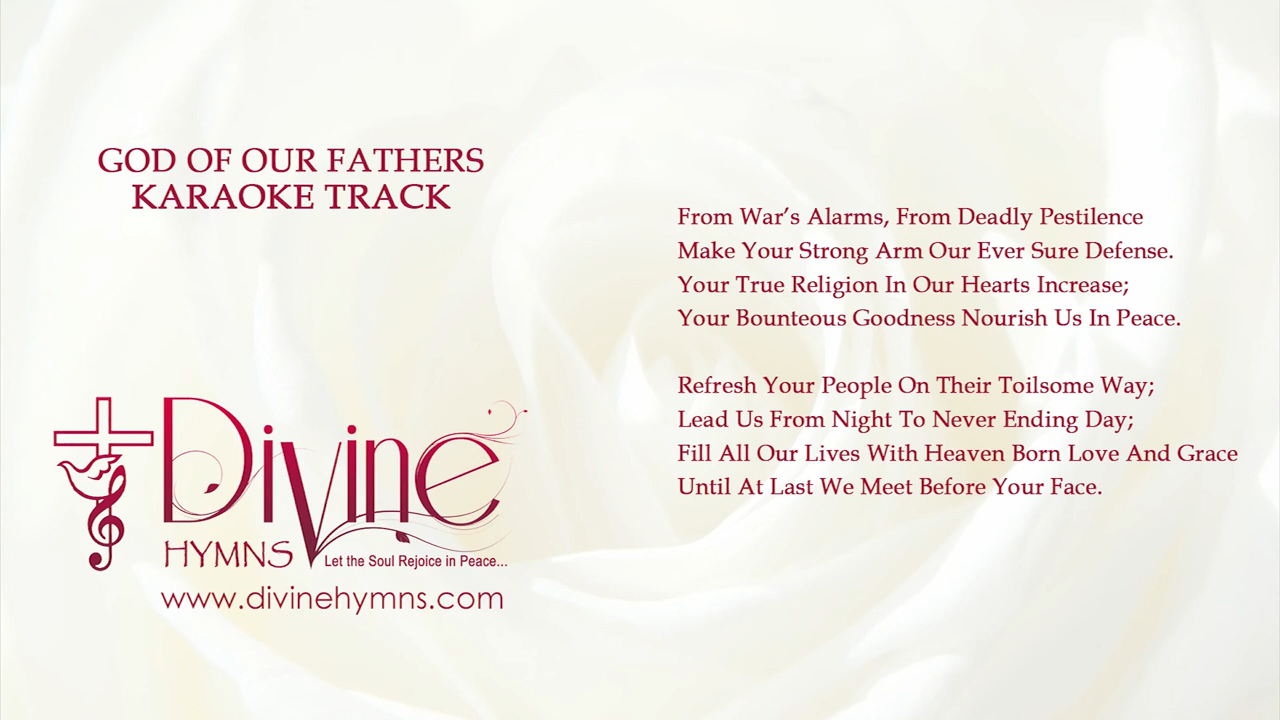 GOD OF OUR FATHERS
KARAOKE TRACK
Divine
HYMNS
Let the Soul Rejoice in Peace...
www.divinehymns.com
From War’s Alarms, From Deadly Pestilence
Make Your Strong Arm Our Ever Sure Defense.
Your True Religion In Our Hearts Increase;
Your Bounteous Goodness Nourish Us In Peace.
Refresh Your People On Their Toilsome Way;
Lead Us From Night To Never Ending Day;
Fill All Our Lives With Heaven Born Love And Grace
Until At Last We Meet Before Your Face.